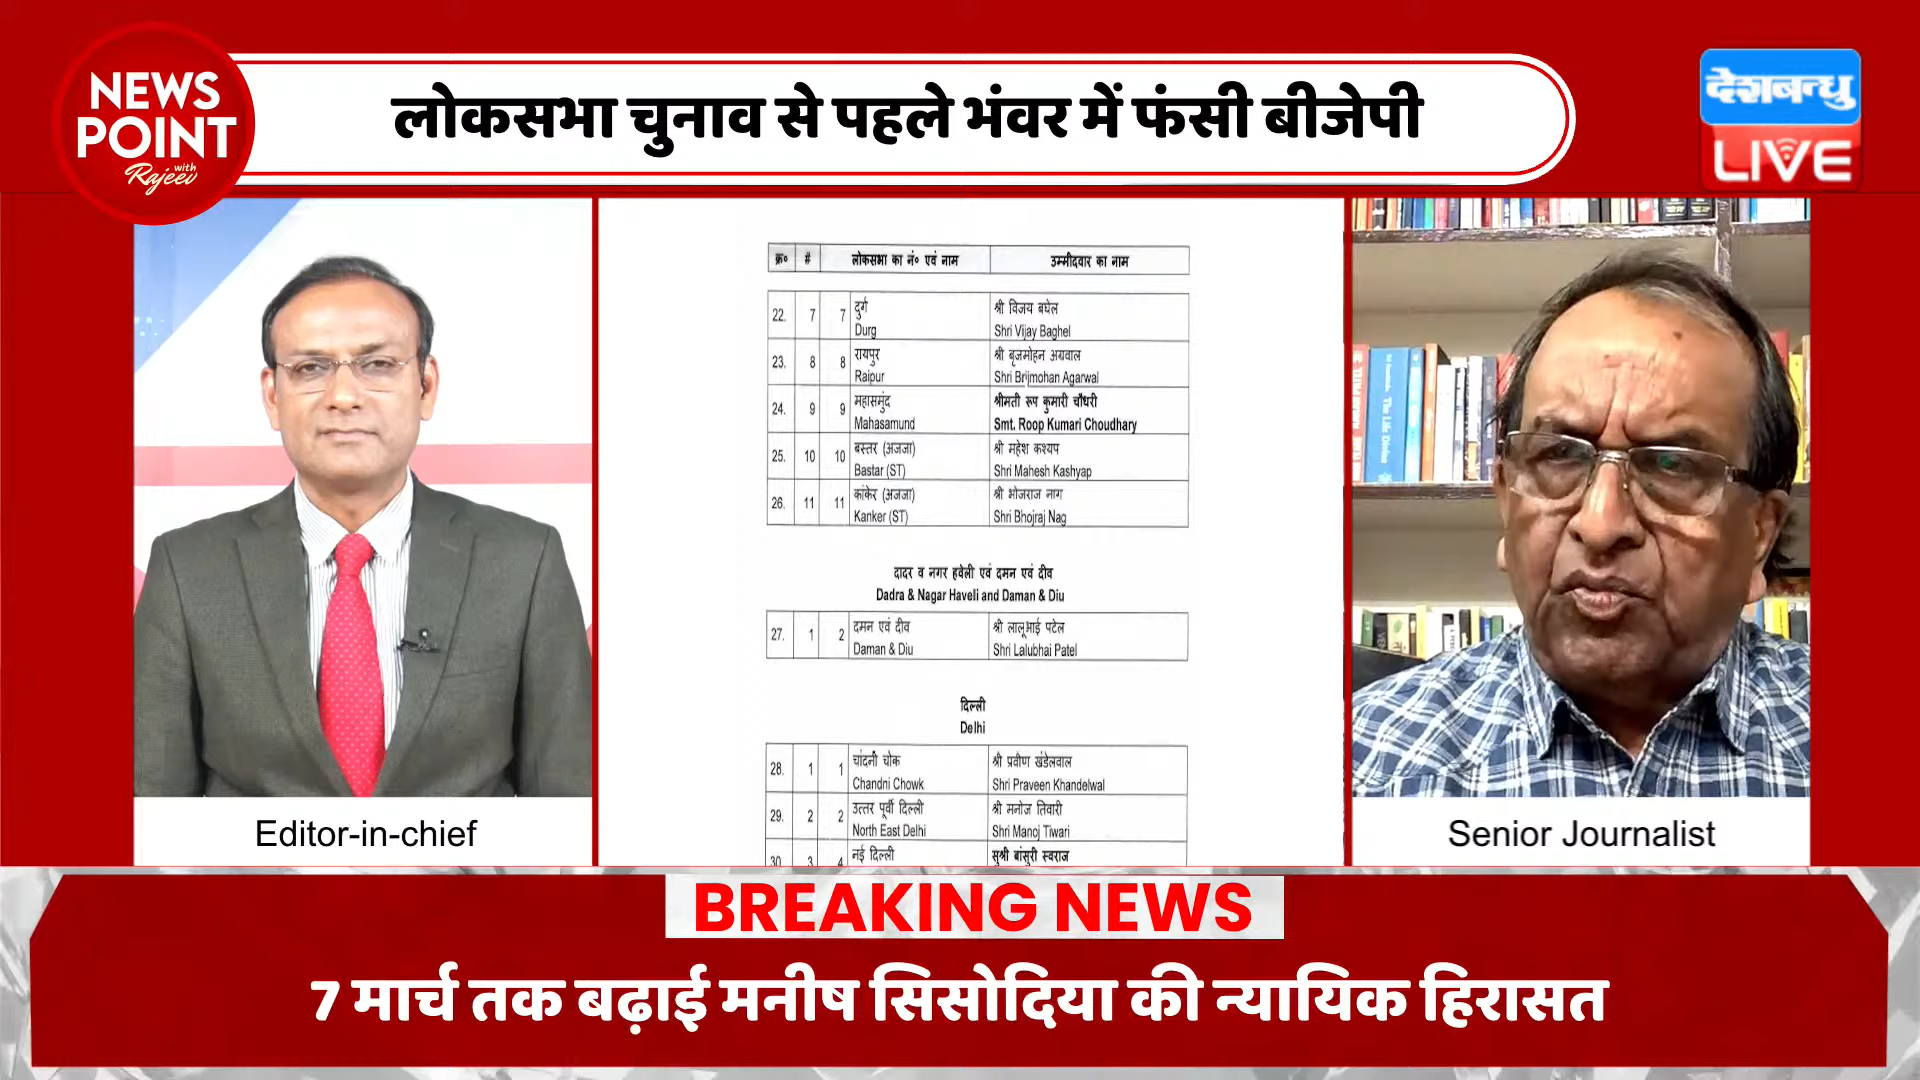 NEWS
POINT
with
Rajeev
लोकसभा चुनाव से पहले भंवर में फंसी बीजेपी
देशबन्धु
LIVE
क्र० # लोकसभा का नं० एवं नाम उम्मीदवार का नाम
22. 7 7 दुर्ग श्री विजय बघेल
Durg Shri Vijay Baghel
23. 8 8 रायपुर श्री बृजमोहन अग्रवाल
Raipur Shri Brijmohan Agarwal
24. 9 9 महासमुंद श्रीमती रूप कुमारी चौधरी
Mahasamund Smt. Roop Kumari Choudhary
25. 10 10 बस्तर (अजजा) श्री महेश कश्यप
Bastar (ST) Shri Mahesh Kashyap
26. 11 11 कांकेर (अजजा) श्री भोजराज नाग
Kanker (ST) Shri Bhojraj Nag
दादर व नगर हवेली एवं दमन एवं दीव
Dadra & Nagar Haveli and Daman & Diu
27. 1 2 दमन एवं दीव श्री लालूभाई पटेल
Daman & Diu Shri Lalubhai Patel
दिल्ली
Delhi
28. 1 1 चांदनी चौक श्री प्रवीण खंडेलवाल
Chandni Chowk Shri Praveen Khandelwal
29. 2 2 उत्तर पूर्वी दिल्ली श्री मनोज तिवारी
North East Delhi Shri Manoj Tiwari
30. 3 4 नई दिल्ली सुश्री बांसुरी स्वराज
Editor-in-chief
Senior Journalist
BREAKING NEWS
7 मार्च तक बढ़ाई मनीष सिसोदिया की न्यायिक हिरासत